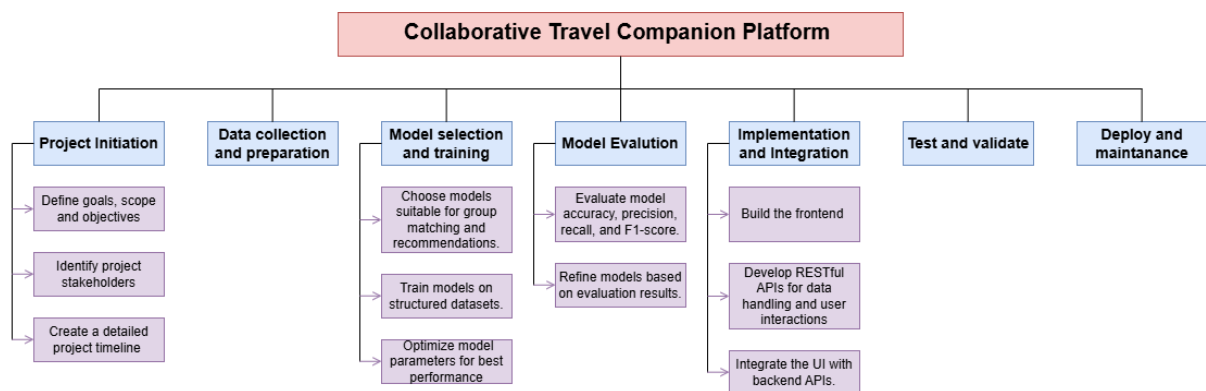 Collaborative Travel Companion Platform
Project Initiation
Define goals, scope
and objectives
Identify project
stakeholders
Create a detailed
project timeline
Data collection
and preparation
Model selection
and training
Choose models
suitable for group
matching and
recommendations.
Train models on
structured datasets.
Optimize model
parameters for best
performance
Model Evalution
Evaluate model
accuracy, precision,
recall, and F1-score.
Refine models based
on evaluation results.
Implementation
and Integration
Build the frontend
Develop RESTful
APIs for data
handling and user
interactions
Integrate the UI with
backend APIs.
Test and validate
Deploy and
maintanance